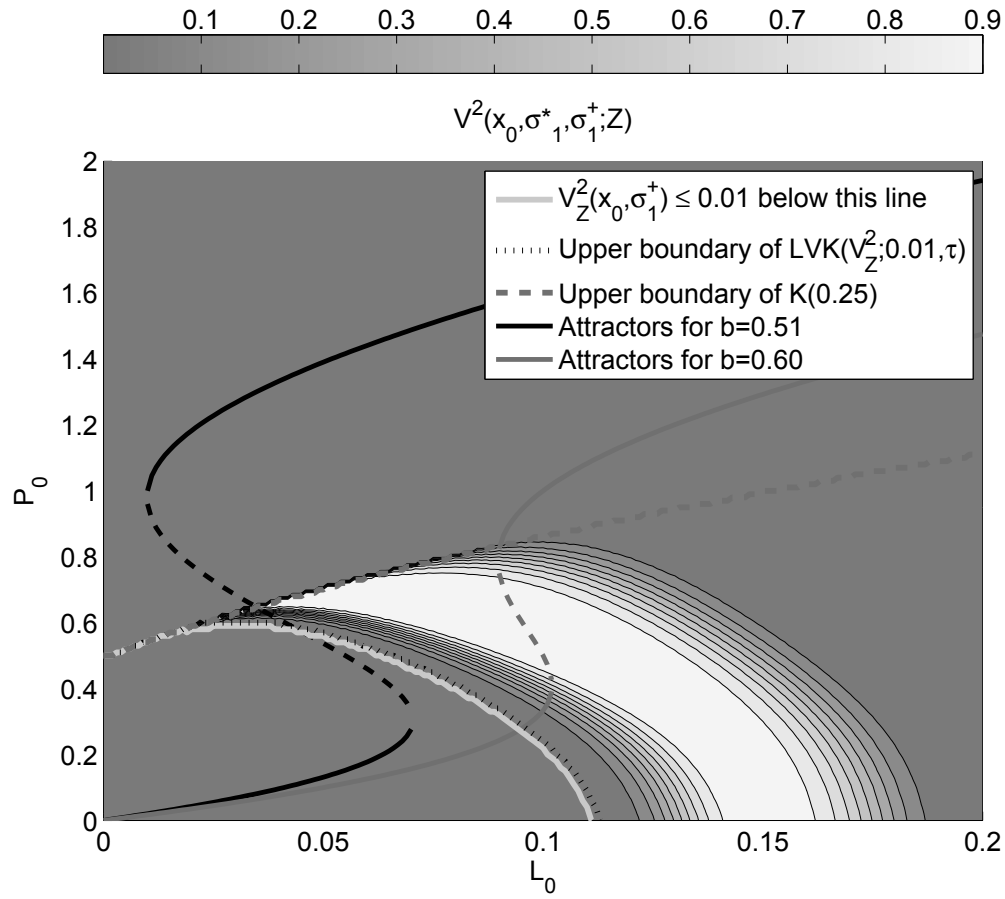 0.1 0.2 0.3 0.4 0.5 0.6 0.7 0.8 0.9
V²(x₀,σ*₁,σ₁⁺;Z)
V²_Z(x₀,σ₁⁺) ≤ 0.01 below this line
Upper boundary of LVK(V²_Z;0.01,τ)
Upper boundary of K(0.25)
Attractors for b=0.51
Attractors for b=0.60
2
1.8
1.6
1.4
1.2
1
0.8
0.6
0.4
0.2
0
P₀
0 0.05 0.1 0.15 0.2
L₀